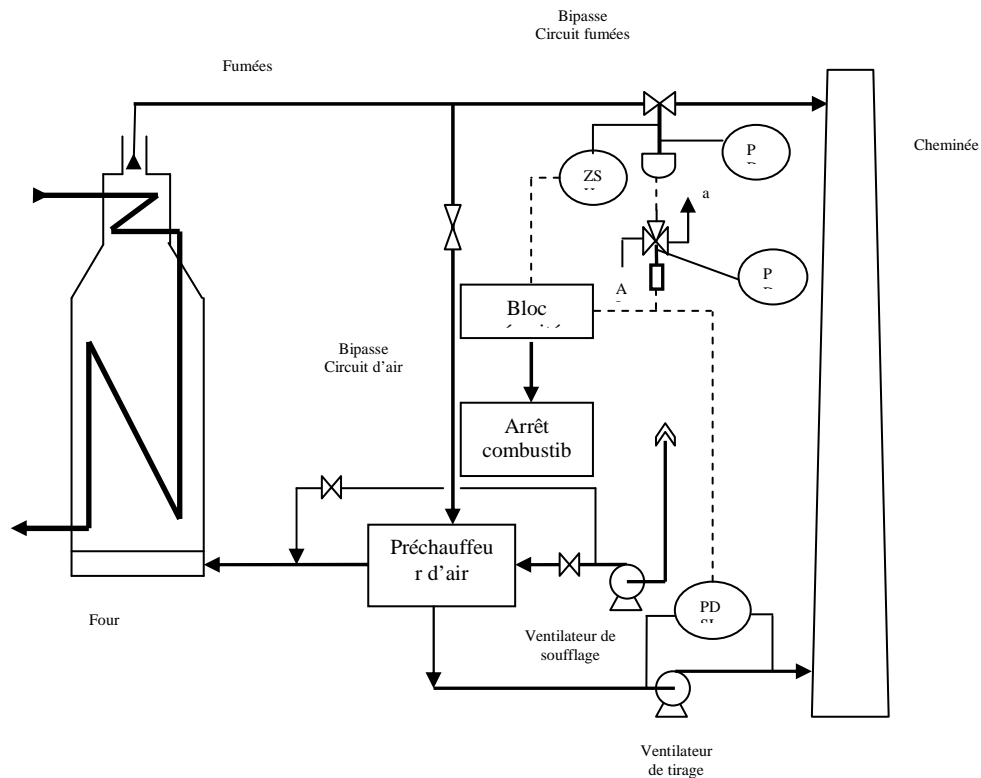 Bipasse
Circuit fumées
Fumées
Cheminée
P
ZS
a
P
A
Bloc
Bipasse
Circuit d'air
Arrêt
combustib
Préchauffeu
r d'air
PD
Four
Ventilateur de
soufflage
Ventilateur
de tirage